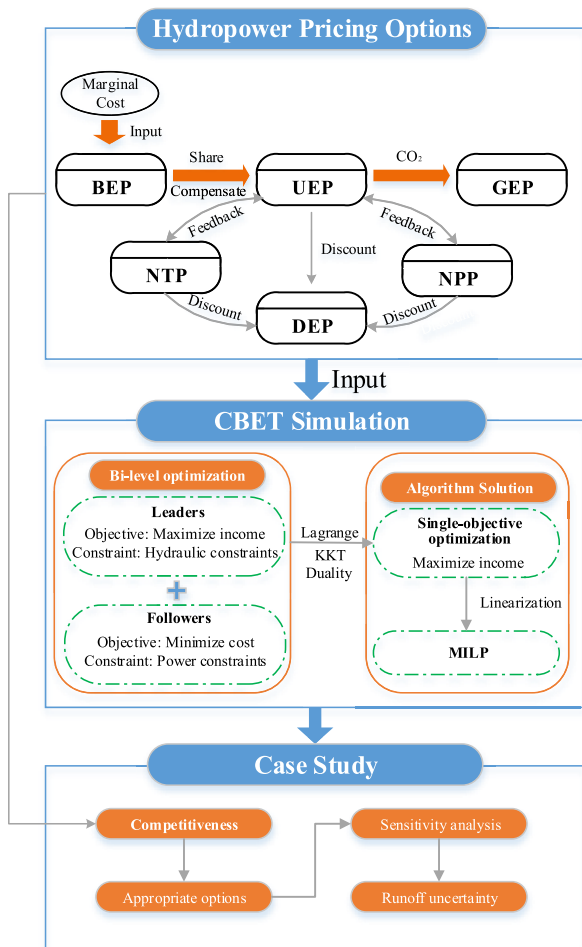 Hydropower Pricing Options
Marginal
Cost
Input
Share
Compensate
CO₂
BEP
UEP
GEP
Feedback
Feedback
Discount
NTP
NPP
Discount
Discount
DEP
Input
CBET Simulation
Bi-level optimization
Leaders
Objective: Maximize income
Constraint: Hydraulic constraints
+
Followers
Objective: Minimize cost
Constraint: Power constraints
Lagrange
KKT
Duality
Algorithm Solution
Single-objective
optimization
Maximize income
Linearization
MILP
Case Study
Competitiveness
Sensitivity analysis
Appropriate options
Runoff uncertainty